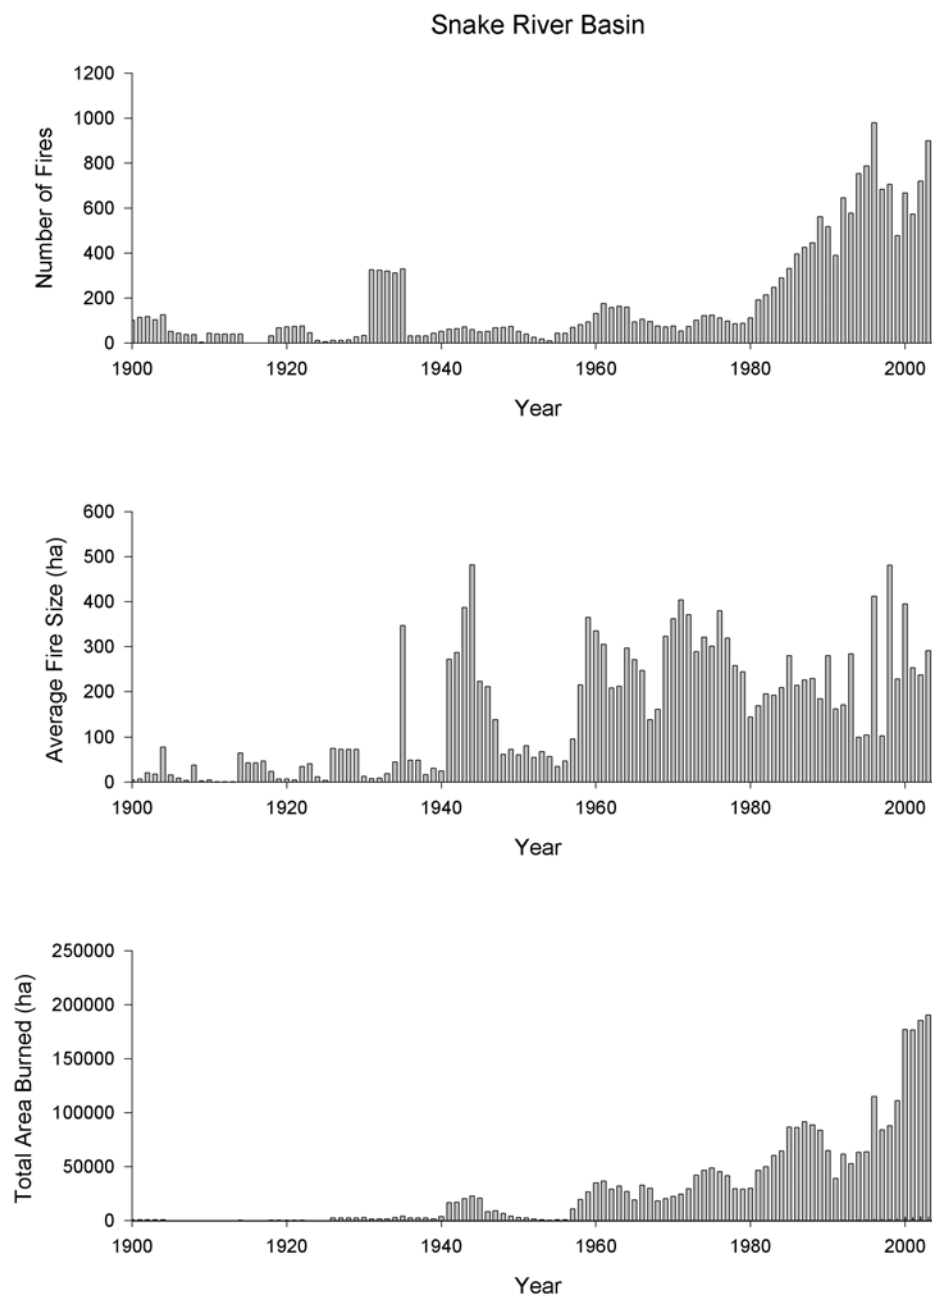 Snake River Basin
Number of Fires
1200
1000
800
600
400
200
0
1900 1920 1940 1960 1980 2000
Year
Average Fire Size (ha)
600
500
400
300
200
100
0
1900 1920 1940 1960 1980 2000
Year
Total Area Burned (ha)
250000
200000
150000
100000
50000
0
1900 1920 1940 1960 1980 2000
Year